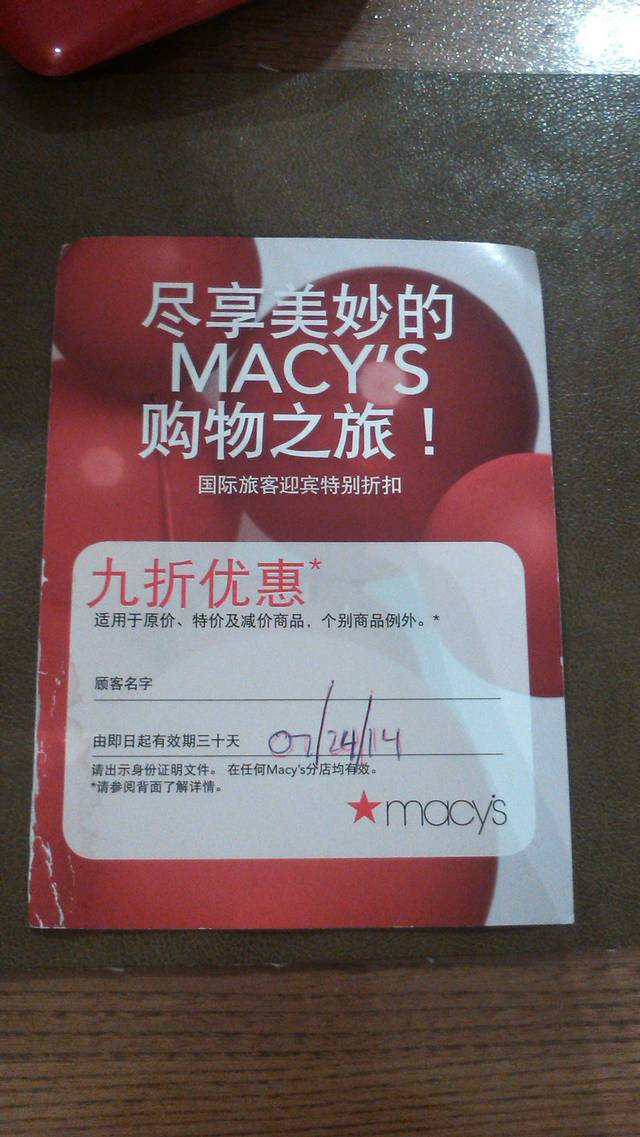 尽享美妙的
MACY'S
购物之旅！
国际旅客迎宾特别折扣
九折优惠*
适用于原价、特价及减价商品，个别商品例外。*
顾客名字
由即日起有效期三十天 07/24/14
请出示身份证明文件。 在任何Macy's分店均有效。
*请参阅背面了解详情。
macy's